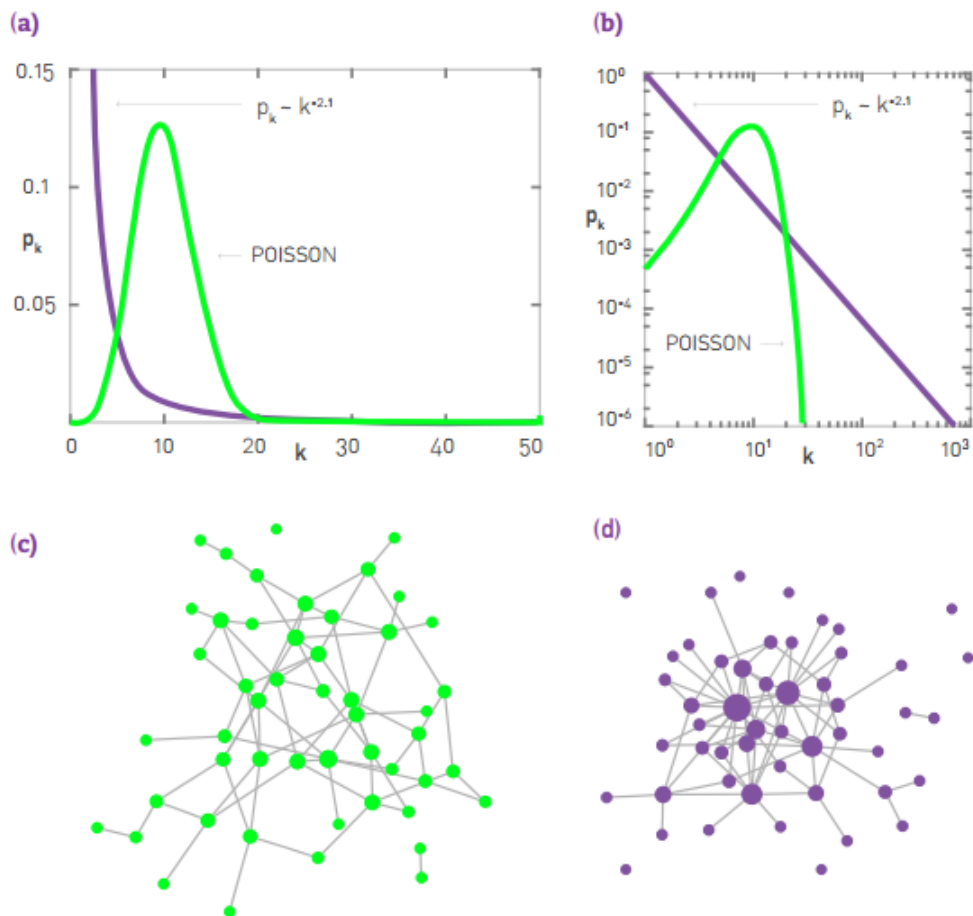 (a)
0.15
0.1
p_k
0.05
p_k ~ k^-2.1
POISSON
0 10 20 30 40 50
k
(b)
10^0
10^-1
10^-2
p_k
10^-3
10^-4
10^-5
10^-6
p_k ~ k^-2.1
POISSON
10^0 10^1 10^2 10^3
k
(c)
(d)